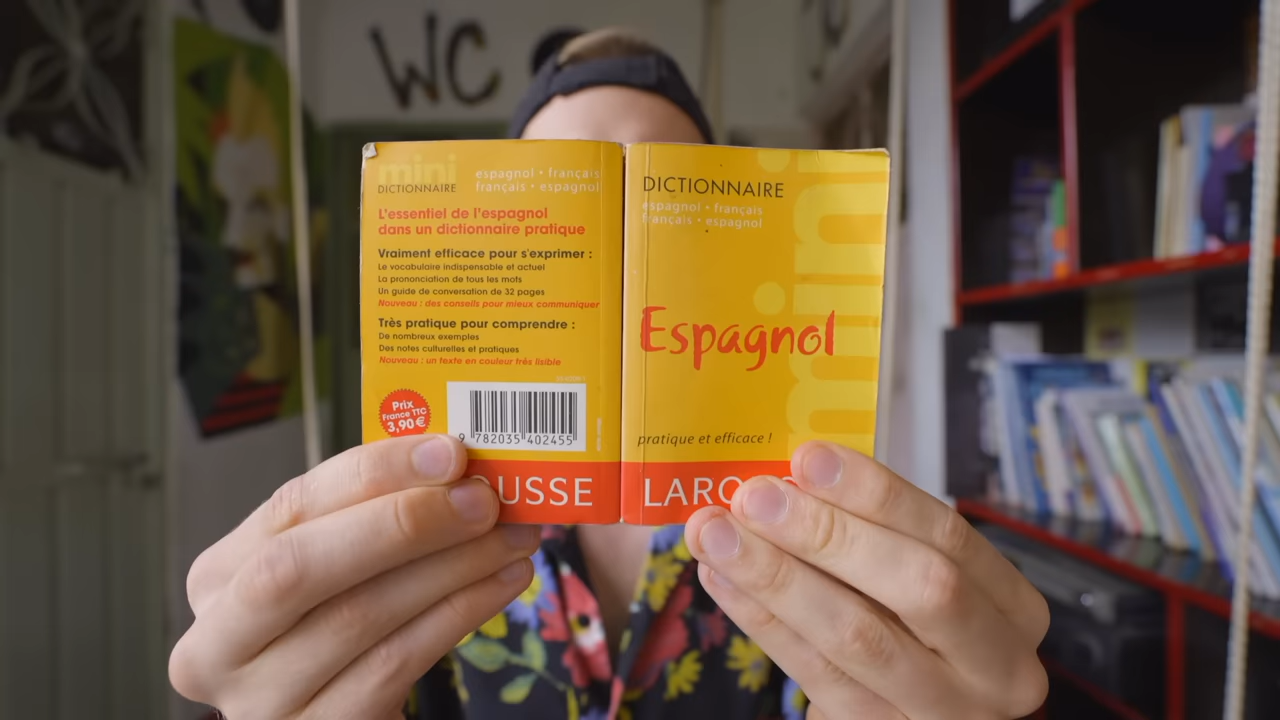 WC
mini
DICTIONNAIRE
espagnol • français
français • espagnol
L'essentiel de l'espagnol
dans un dictionnaire pratique
Vraiment efficace pour s'exprimer :
Le vocabulaire indispensable et actuel
La prononciation de tous les mots
Un guide de conversation de 32 pages
Nouveau : des conseils pour mieux communiquer
Très pratique pour comprendre :
De nombreux exemples
Des notes culturelles et pratiques
Nouveau : un texte en couleur très lisible
Prix
France TTC
3,90 €
9 782035 402455
OUSSE
DICTIONNAIRE
espagnol • français
français • espagnol
mini
Espagnol
pratique et efficace !
LARO